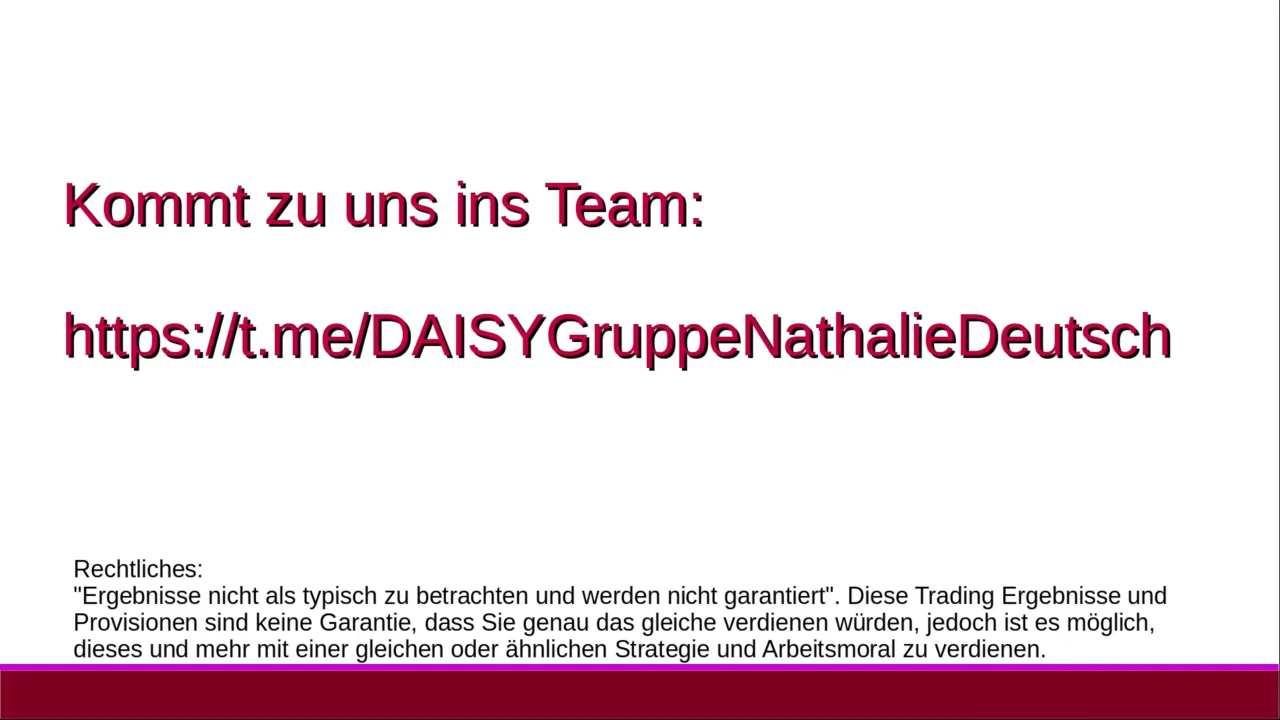 Kommt zu uns ins Team:
https://t.me/DAISYGruppeNathalieDeutsch
Rechtliches:
"Ergebnisse nicht als typisch zu betrachten und werden nicht garantiert". Diese Trading Ergebnisse und
Provisionen sind keine Garantie, dass Sie genau das gleiche verdienen würden, jedoch ist es möglich,
dieses und mehr mit einer gleichen oder ähnlichen Strategie und Arbeitsmoral zu verdienen.